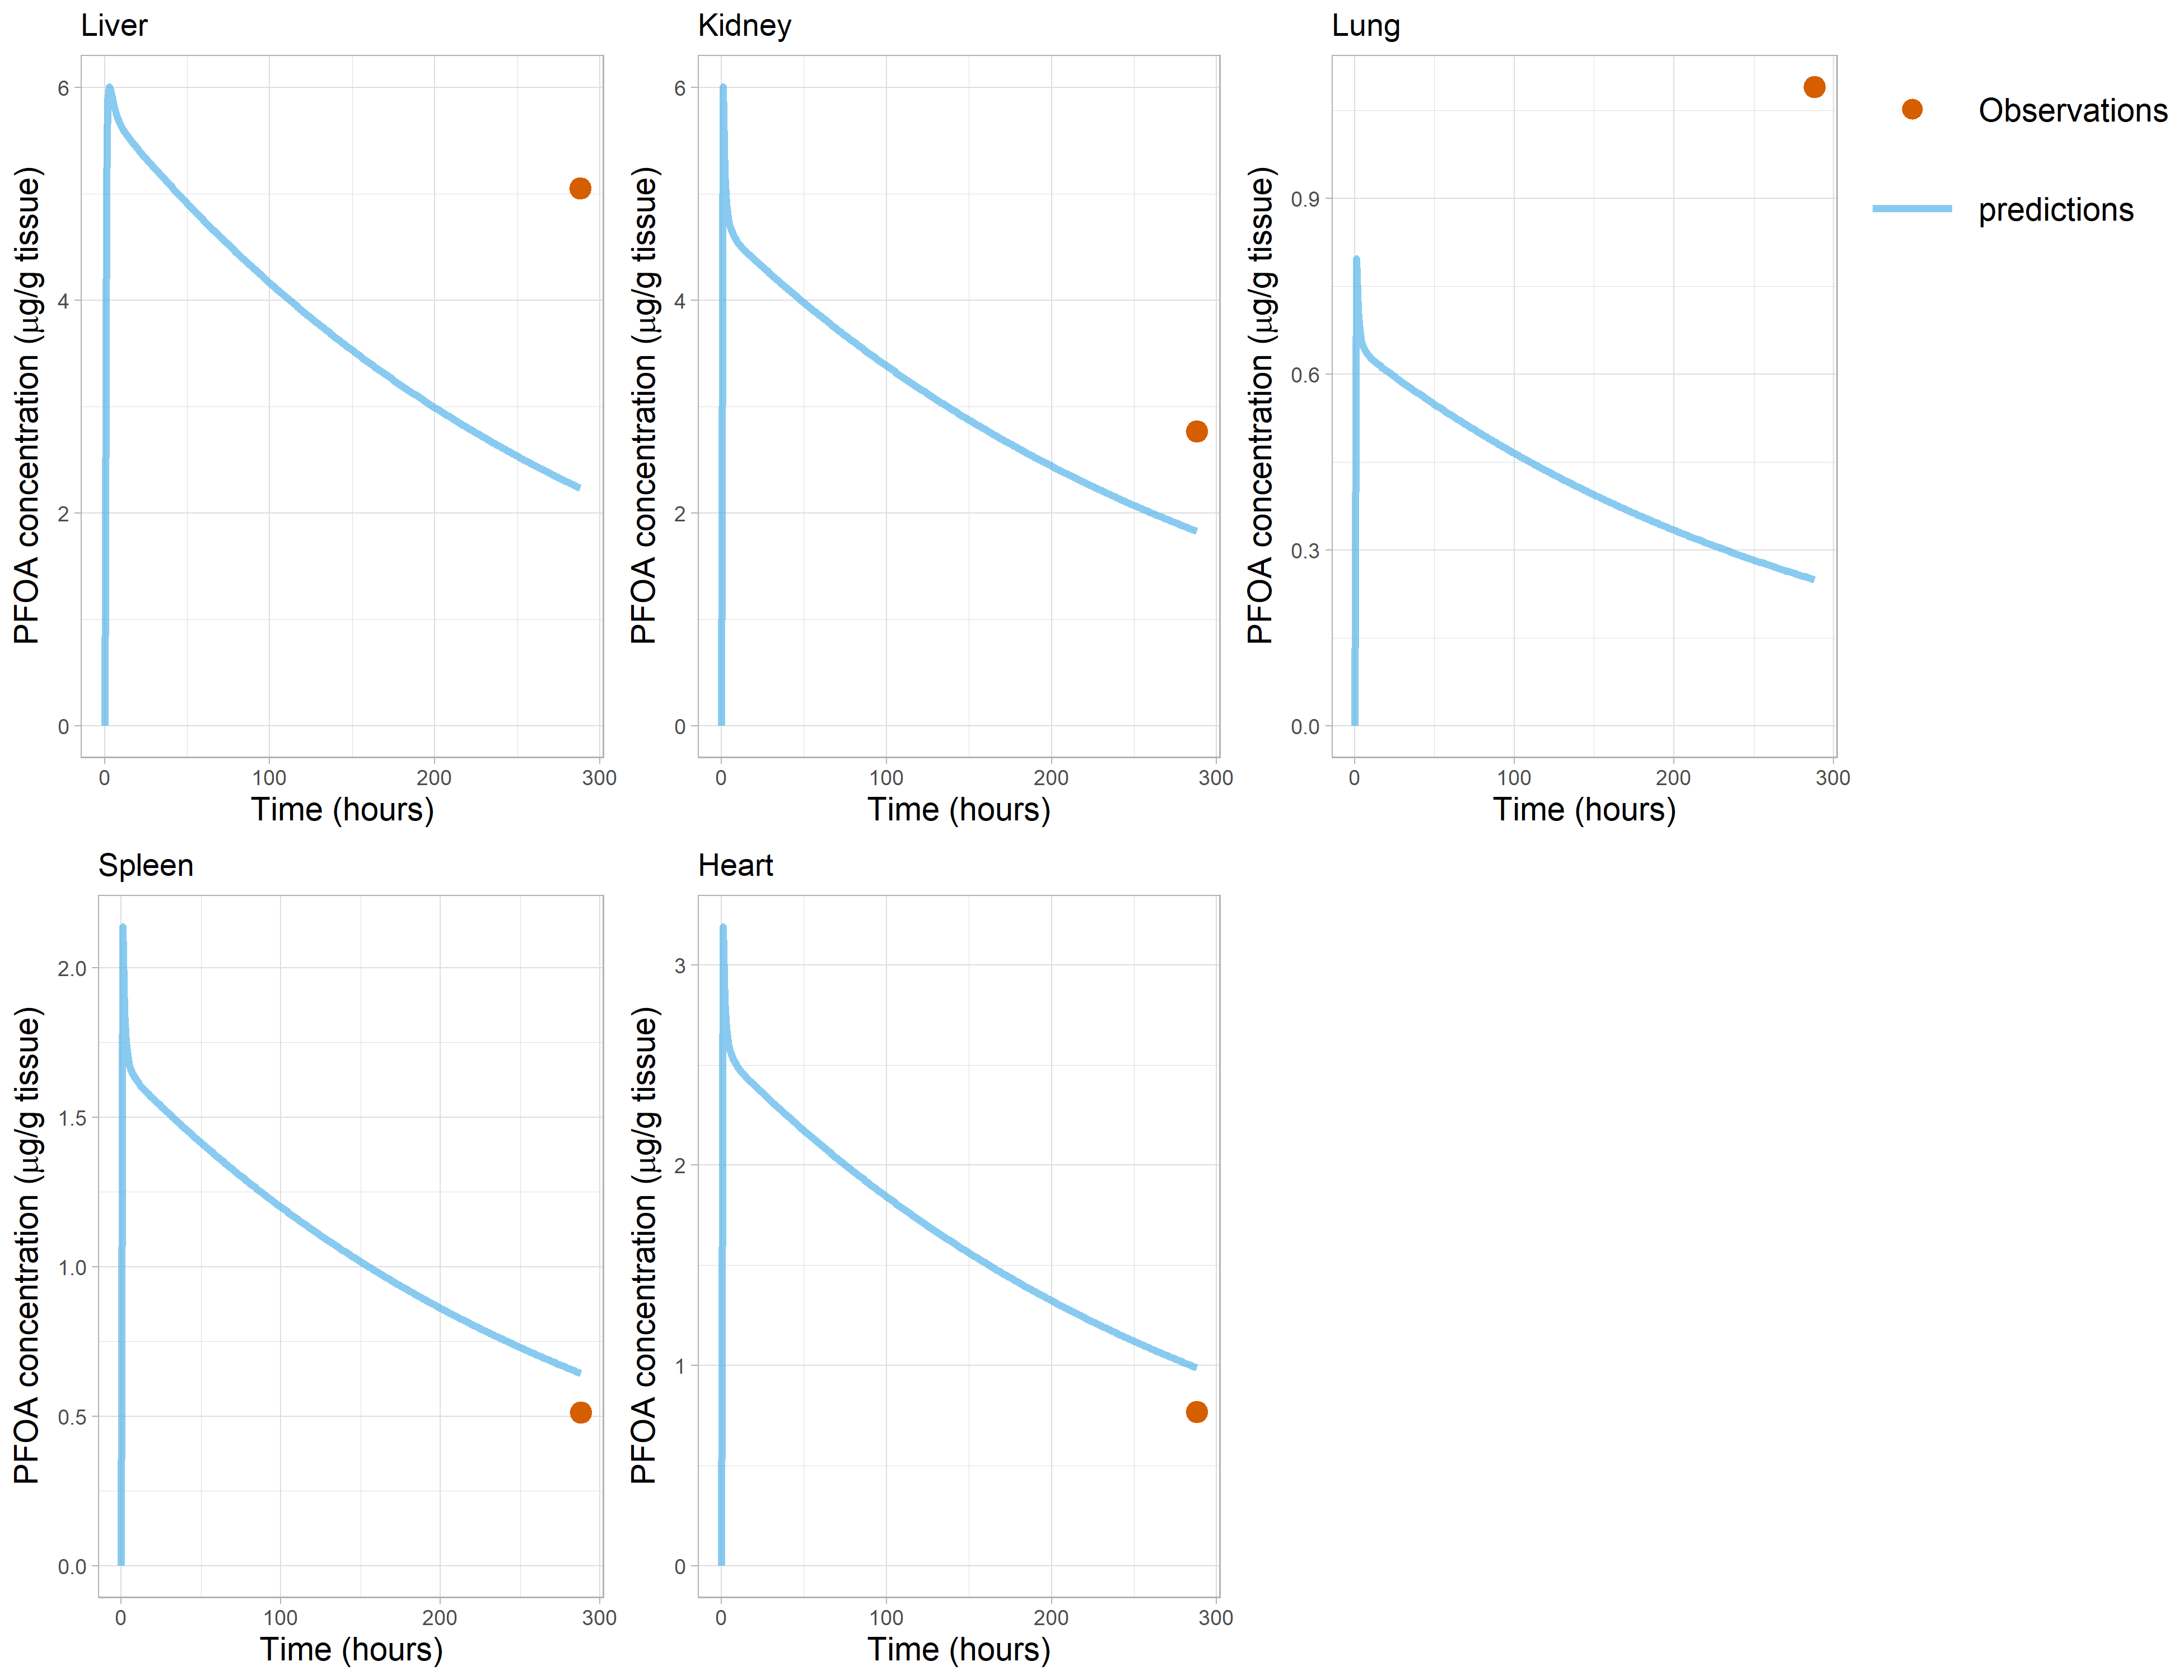 Liver
PFOA concentration (μg/g tissue)
6
4
2
0
0 100 200 300
Time (hours)
Kidney
PFOA concentration (μg/g tissue)
6
4
2
0
0 100 200 300
Time (hours)
Lung
PFOA concentration (μg/g tissue)
0.9
0.6
0.3
0.0
0 100 200 300
Time (hours)
Observations
predictions
Spleen
PFOA concentration (μg/g tissue)
2.0
1.5
1.0
0.5
0.0
0 100 200 300
Time (hours)
Heart
PFOA concentration (μg/g tissue)
3
2
1
0
0 100 200 300
Time (hours)